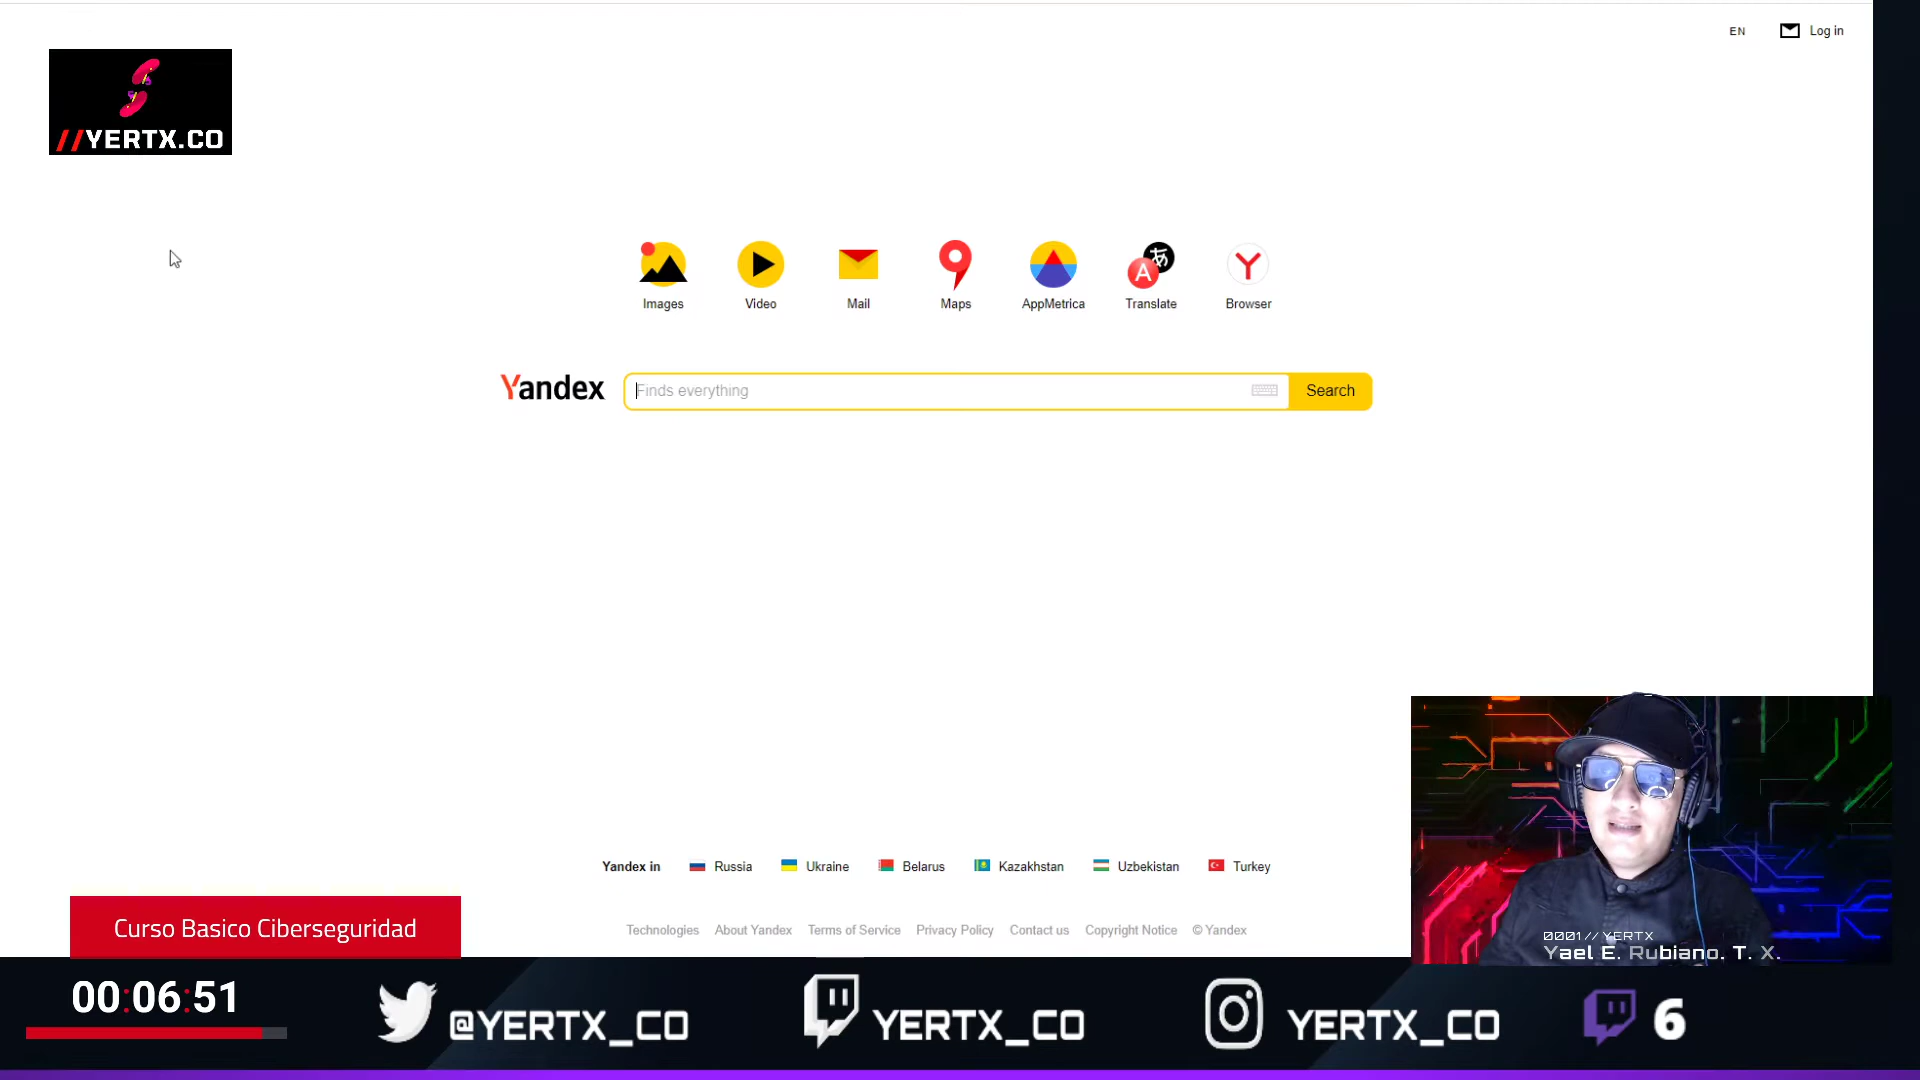 EN
Log in
//YERTX.CO
Images
Video
Mail
Maps
AppMetrica
Translate
Browser
Yandex
Finds everything
Search
Yandex in
Russia
Ukraine
Belarus
Kazakhstan
Uzbekistan
Turkey
Technologies
About Yandex
Terms of Service
Privacy Policy
Contact us
Copyright Notice
© Yandex
Curso Basico Ciberseguridad
0001 // YERTX
Yael E. Rubiano. T. X.
00:06:51
@YERTX_CO
YERTX_CO
YERTX_CO
6